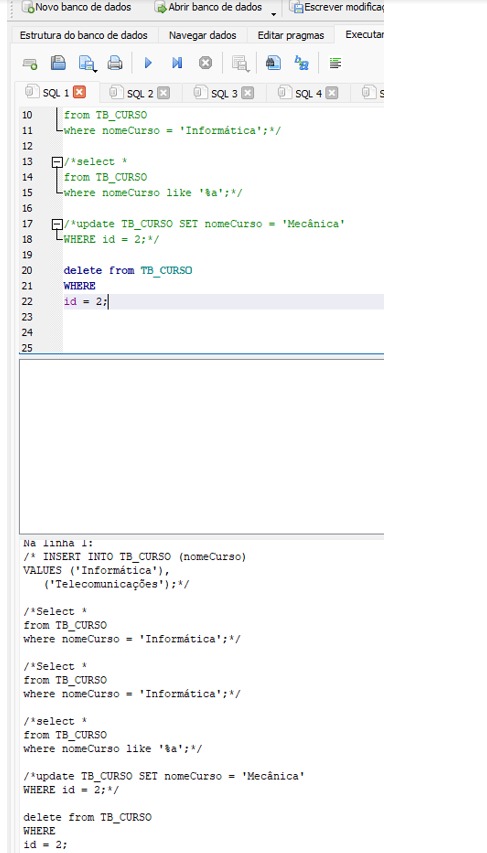 Novo banco de dados Abrir banco de dados Escrever modificaç
Estrutura do banco de dados Navegar dados Editar pragmas Executar
SQL 1 SQL 2 SQL 3 SQL 4 S
10 from TB_CURSO
11 where nomeCurso = 'Informática';*/
12
13 /*select *
14 from TB_CURSO
15 where nomeCurso like '%a';*/
16
17 /*update TB_CURSO SET nomeCurso = 'Mecânica'
18 WHERE id = 2;*/
19
20 delete from TB_CURSO
21 WHERE
22 id = 2;
23
24
25
Na linha 1:
/* INSERT INTO TB_CURSO (nomeCurso)
VALUES ('Informática'),
('Telecomunicações');*/
/*Select *
from TB_CURSO
where nomeCurso = 'Informática';*/
/*Select *
from TB_CURSO
where nomeCurso = 'Informática';*/
/*select *
from TB_CURSO
where nomeCurso like '%a';*/
/*update TB_CURSO SET nomeCurso = 'Mecânica'
WHERE id = 2;*/
delete from TB_CURSO
WHERE
id = 2;